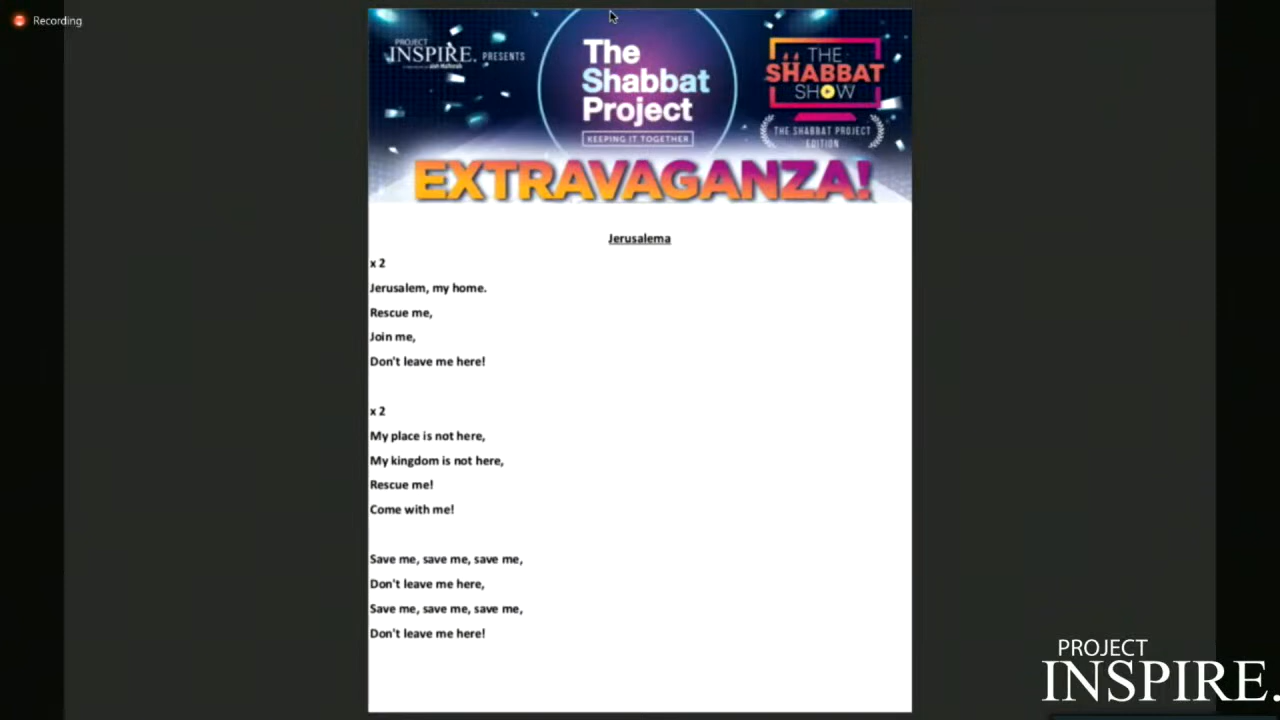 Recording
PROJECT
INSPIRE. PRESENTS
The
Shabbat
Project
KEEPING IT TOGETHER
THE
SHABBAT
SHOW
THE SHABBAT PROJECT
EDITION
EXTRAVAGANZA!
Jerusalema
x 2
Jerusalem, my home.
Rescue me,
Join me,
Don't leave me here!
x 2
My place is not here,
My kingdom is not here,
Rescue me!
Come with me!
Save me, save me, save me,
Don't leave me here,
Save me, save me, save me,
Don't leave me here!
PROJECT
INSPIRE.